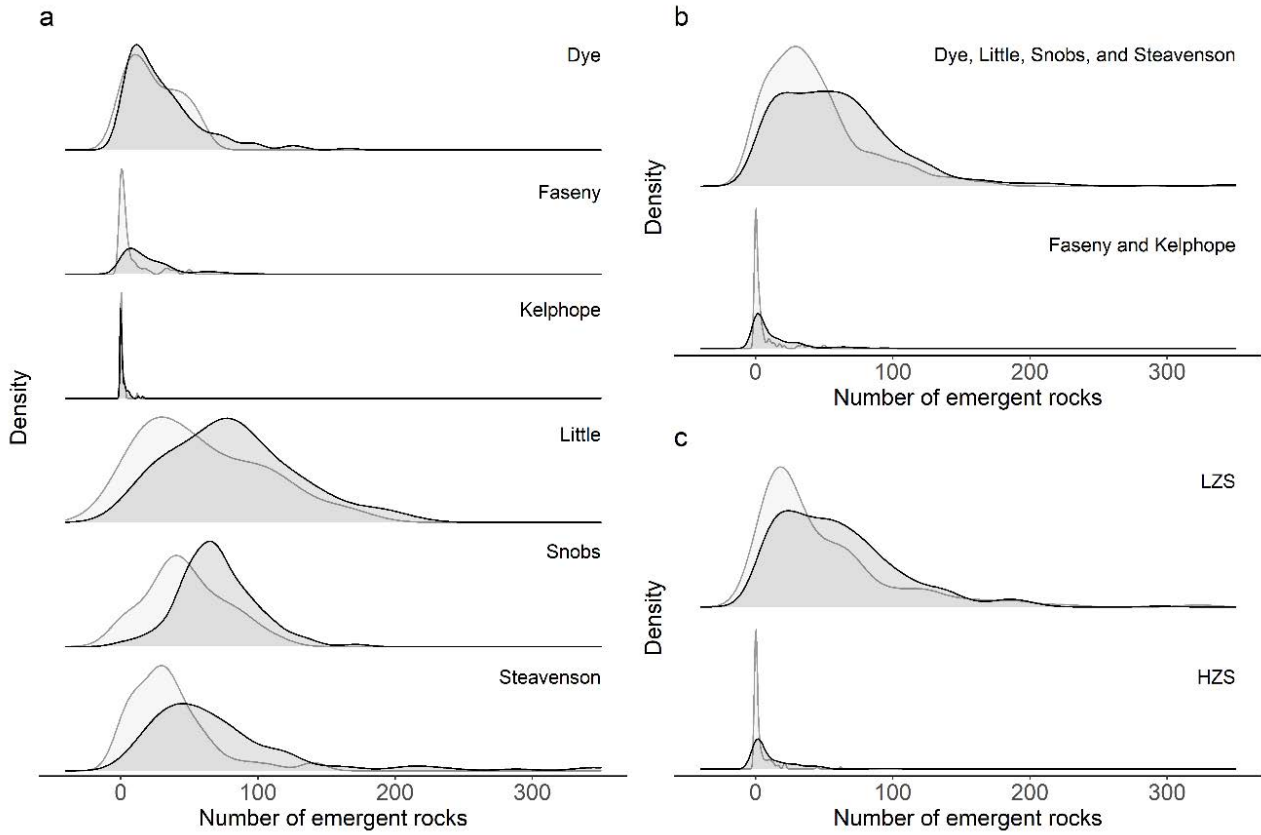 a
Dye
Faseny
Kelphope
Little
Snobs
Steavenson
Density
0 100 200 300
Number of emergent rocks
b
Dye, Little, Snobs, and Steavenson
Faseny and Kelphope
Density
0 100 200 300
Number of emergent rocks
c
LZS
HZS
Density
0 100 200 300
Number of emergent rocks